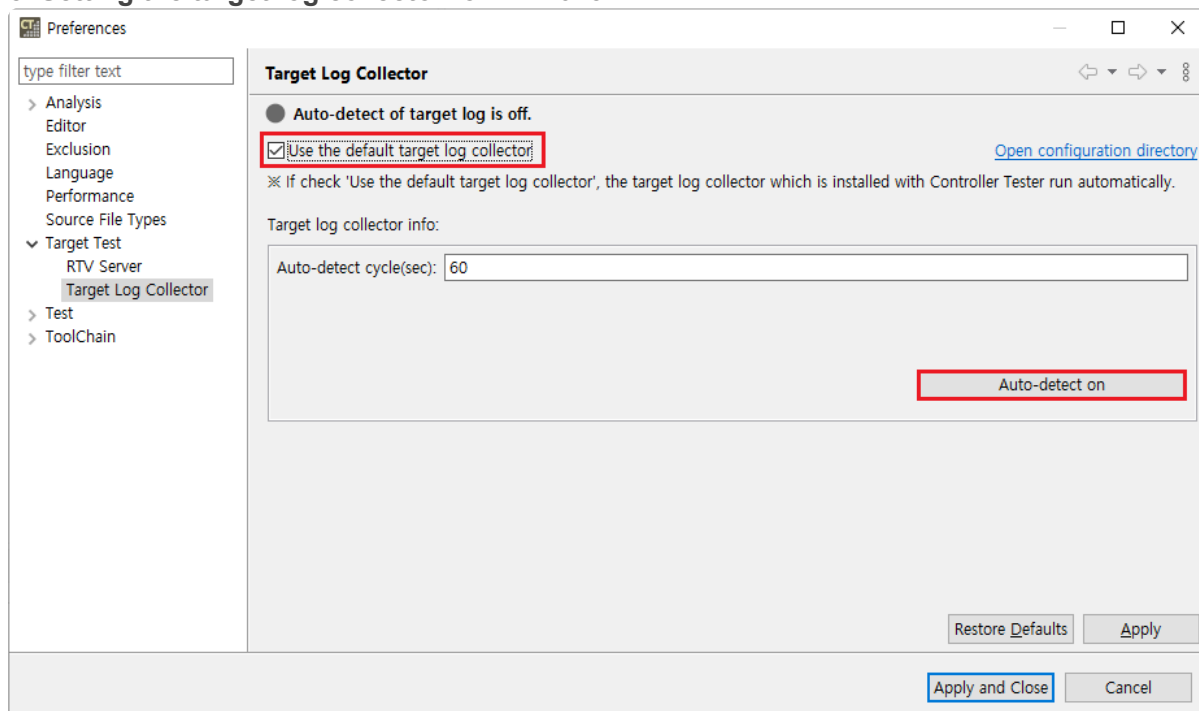 Preferences
type filter text
Target Log Collector
Analysis
Editor
Exclusion
Language
Performance
Source File Types
Target Test
RTV Server
Target Log Collector
Test
ToolChain
Auto-detect of target log is off.
Use the default target log collector
Open configuration directory
※ If check 'Use the default target log collector', the target log collector which is installed with Controller Tester run automatically.
Target log collector info:
Auto-detect cycle(sec): 60
Auto-detect on
Restore Defaults
Apply
Apply and Close
Cancel